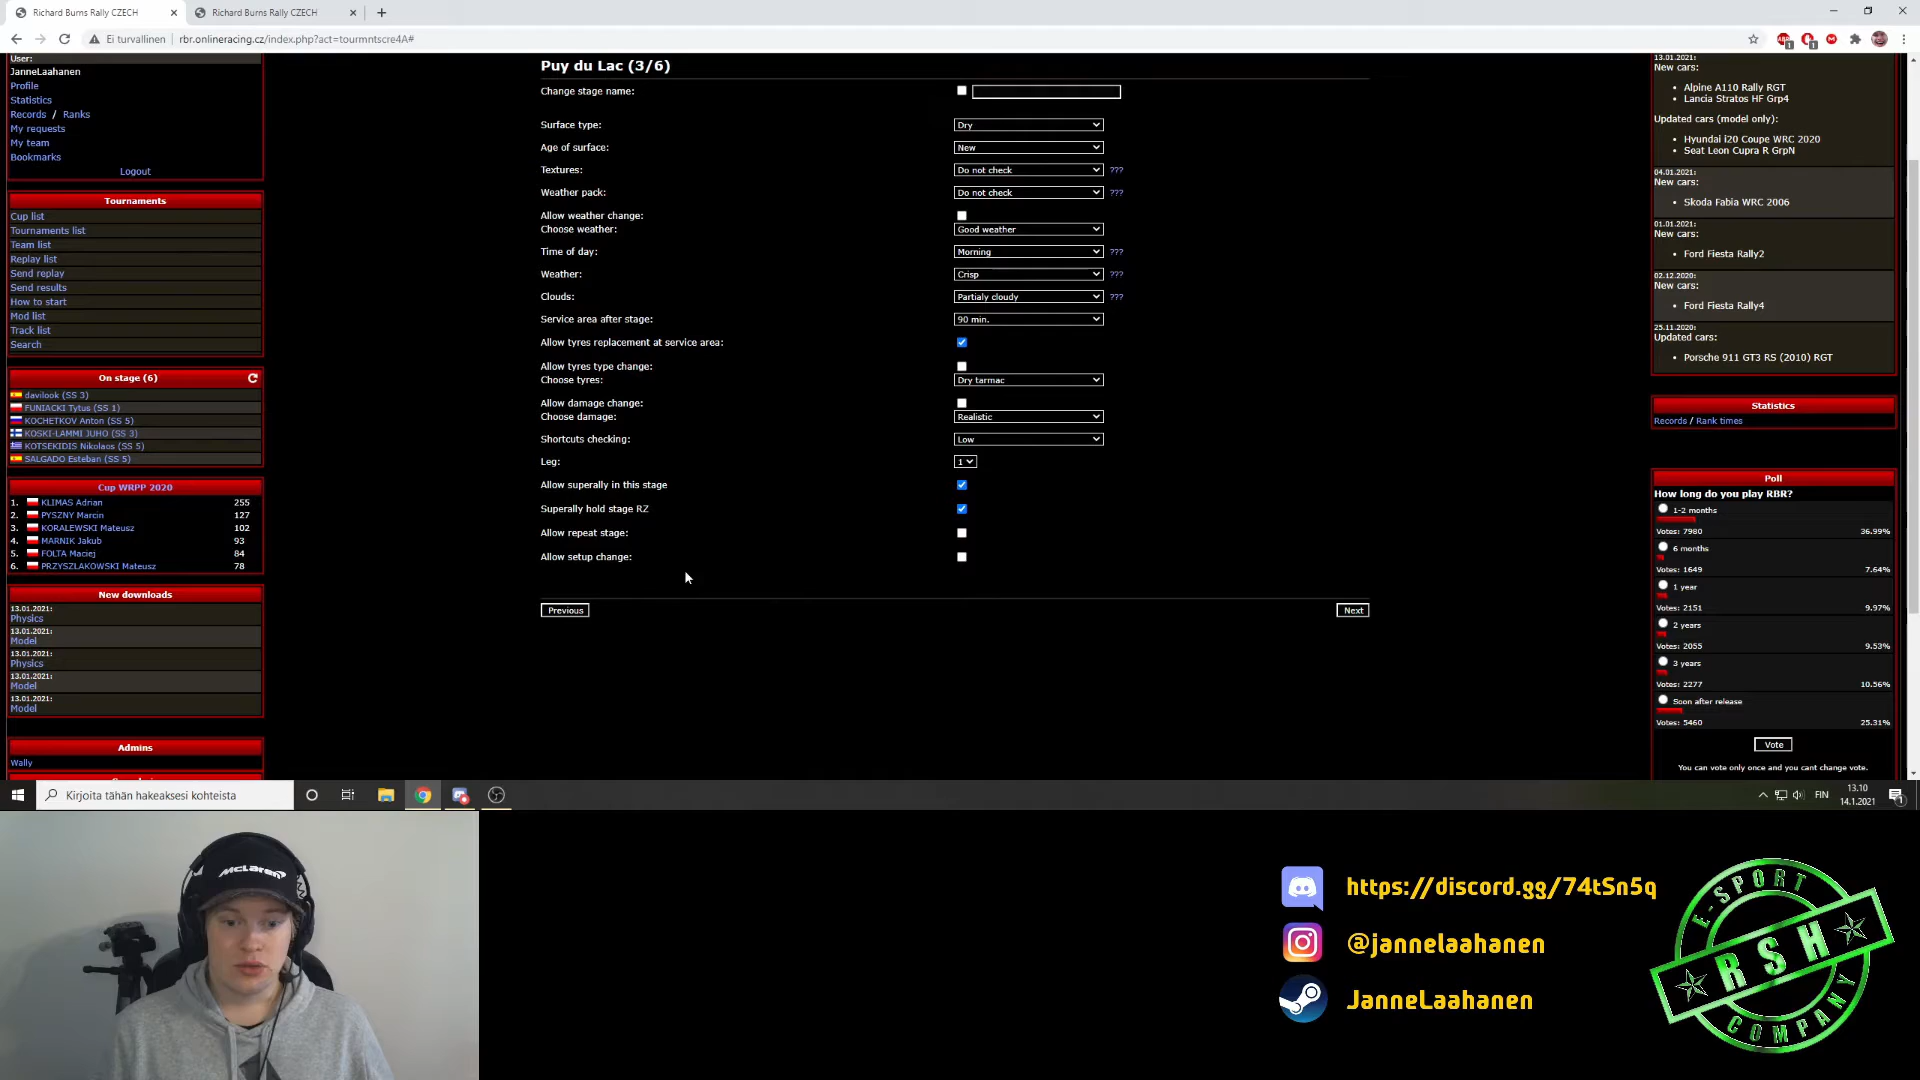 Richard Burns Rally CZECH
Richard Burns Rally CZECH
Ei turvallinen
rbr.onlineracing.cz/index.php?act=tourmntscre4A#
User:
JanneLaahanen
Profile
Statistics
Records / Ranks
My requests
My team
Bookmarks
Logout
Tournaments
Cup list
Tournaments list
Team list
Replay list
Send replay
Send results
How to start
Mod list
Track list
Search
On stage (6)
davilook (SS 3)
FUNIACKI Tytus (SS 1)
KOCHETKOV Anton (SS 5)
KOSKI-LAMMI JUHO (SS 3)
KOTSEKIDIS Nikolaos (SS 5)
SALGADO Esteban (SS 5)
Cup WRPP 2020
1. KLIMAS Adrian 255
2. PYSZNY Marcin 127
3. KORALEWSKI Mateusz 102
4. MARNIK Jakub 93
5. FOLTA Maciej 84
6. PRZYSZLAKOWSKI Mateusz 78
New downloads
13.01.2021:
Physics
13.01.2021:
Model
13.01.2021:
Physics
13.01.2021:
Model
13.01.2021:
Model
Admins
Wally
Puy du Lac (3/6)
Change stage name:
Surface type: Dry
Age of surface: New
Textures: Do not check ???
Weather pack: Do not check ???
Allow weather change:
Choose weather: Good weather
Time of day: Morning ???
Weather: Crisp ???
Clouds: Partialy cloudy ???
Service area after stage: 90 min.
Allow tyres replacement at service area:
Allow tyres type change:
Choose tyres: Dry tarmac
Allow damage change:
Choose damage: Realistic
Shortcuts checking: Low
Leg: 1
Allow superally in this stage
Superally hold stage RZ
Allow repeat stage:
Allow setup change:
Previous
Next
13.01.2021:
New cars:
Alpine A110 Rally RGT
Lancia Stratos HF Grp4
Updated cars (model only):
Hyundai i20 Coupe WRC 2020
Seat Leon Cupra R GrpN
04.01.2021:
New cars:
Skoda Fabia WRC 2006
01.01.2021:
New cars:
Ford Fiesta Rally2
02.12.2020:
New cars:
Ford Fiesta Rally4
25.11.2020:
Updated cars:
Porsche 911 GT3 RS (2010) RGT
Statistics
Records / Rank times
Poll
How long do you play RBR?
1-2 months
Votes: 7980 36.99%
6 months
Votes: 1649 7.64%
1 year
Votes: 2151 9.97%
2 years
Votes: 2055 9.53%
3 years
Votes: 2277 10.56%
Soon after release
Votes: 5460 25.31%
Vote
You can vote only once and you cant change vote.
Kirjoita tähän hakeaksesi kohteista
FIN
13.10
14.1.2021
McLaren
https://discord.gg/74tSn5q
@jannelaahanen
JanneLaahanen
E-SPORT
RSH
COMPANY